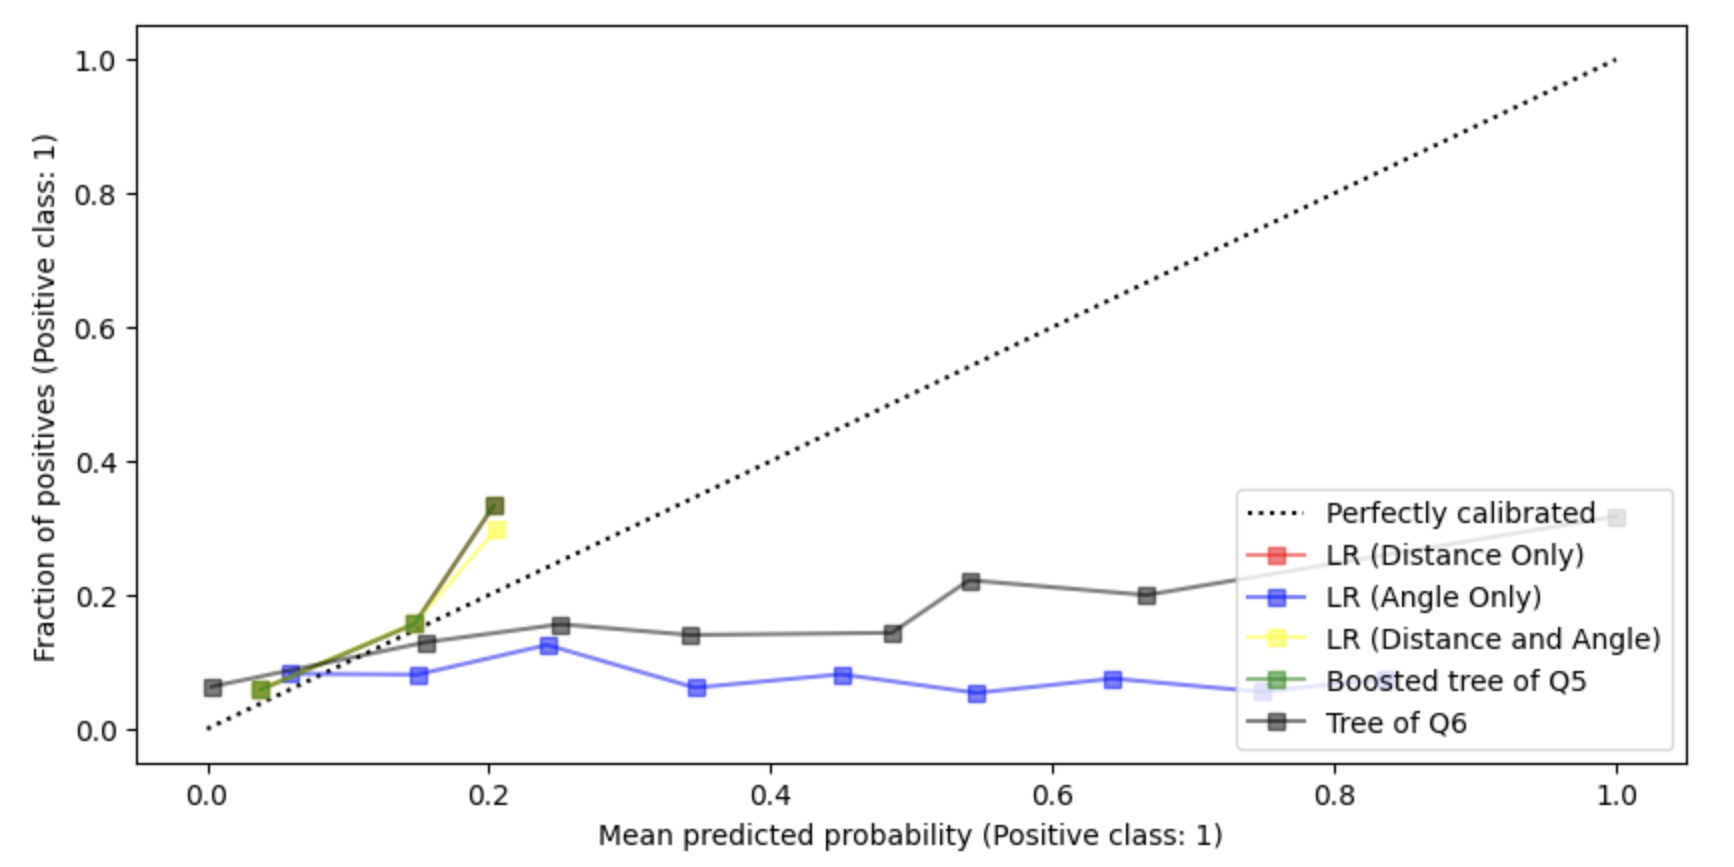 1.0
0.8
0.6
0.4
0.2
0.0
Fraction of positives (Positive class: 1)
Perfectly calibrated
LR (Distance Only)
LR (Angle Only)
LR (Distance and Angle)
Boosted tree of Q5
Tree of Q6
0.0 0.2 0.4 0.6 0.8 1.0
Mean predicted probability (Positive class: 1)